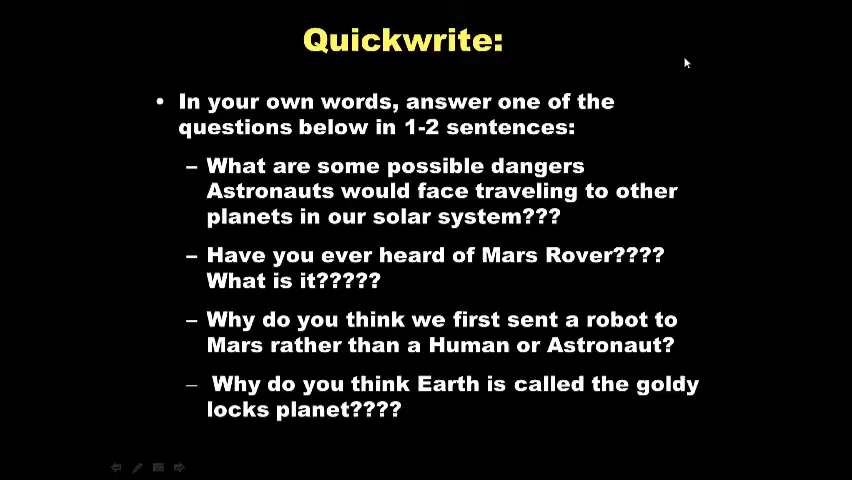 Quickwrite:
• In your own words, answer one of the
questions below in 1-2 sentences:
– What are some possible dangers
Astronauts would face traveling to other
planets in our solar system???
– Have you ever heard of Mars Rover????
What is it?????
– Why do you think we first sent a robot to
Mars rather than a Human or Astronaut?
– Why do you think Earth is called the goldy
locks planet????